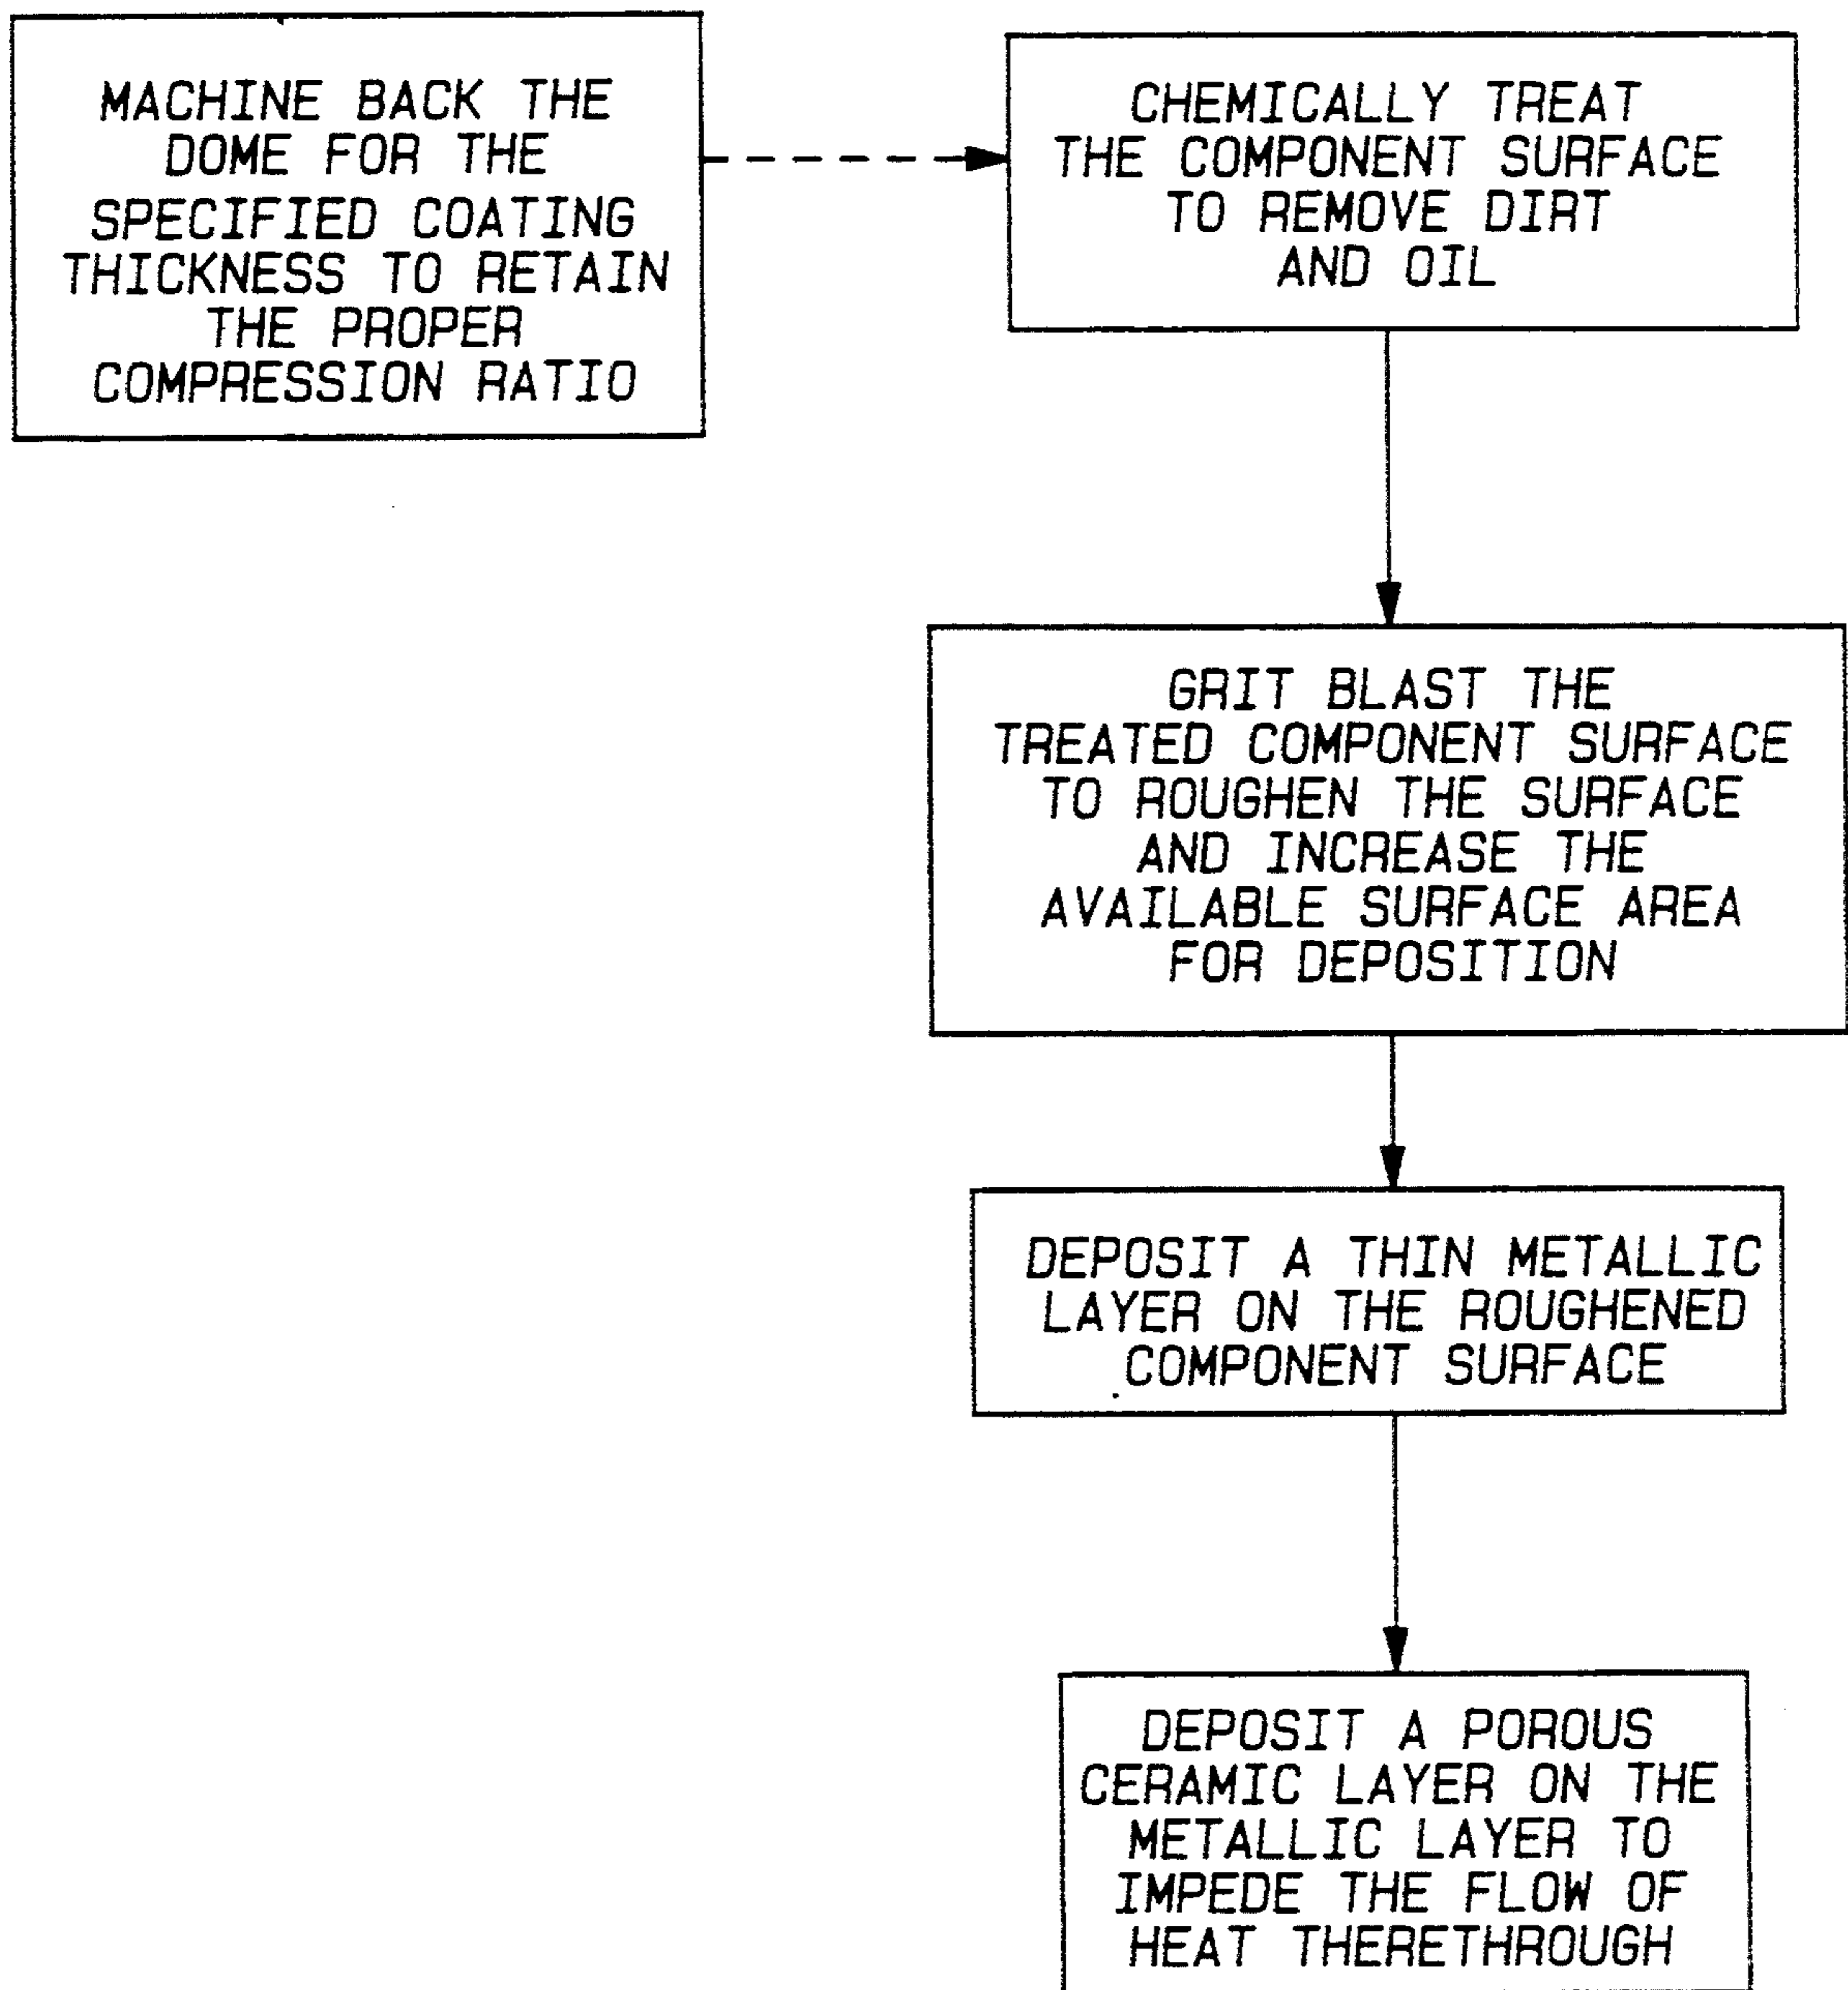 MACHINE BACK THE
DOME FOR THE
SPECIFIED COATING
THICKNESS TO RETAIN
THE PROPER
COMPRESSION RATIO
CHEMICALLY TREAT
THE COMPONENT SURFACE
TO REMOVE DIRT
AND OIL
GRIT BLAST THE
TREATED COMPONENT SURFACE
TO ROUGHEN THE SURFACE
AND INCREASE THE
AVAILABLE SURFACE AREA
FOR DEPOSITION
DEPOSIT A THIN METALLIC
LAYER ON THE ROUGHENED
COMPONENT SURFACE
DEPOSIT A POROUS
CERAMIC LAYER ON THE
METALLIC LAYER TO
IMPEDE THE FLOW OF
HEAT THERETHROUGH